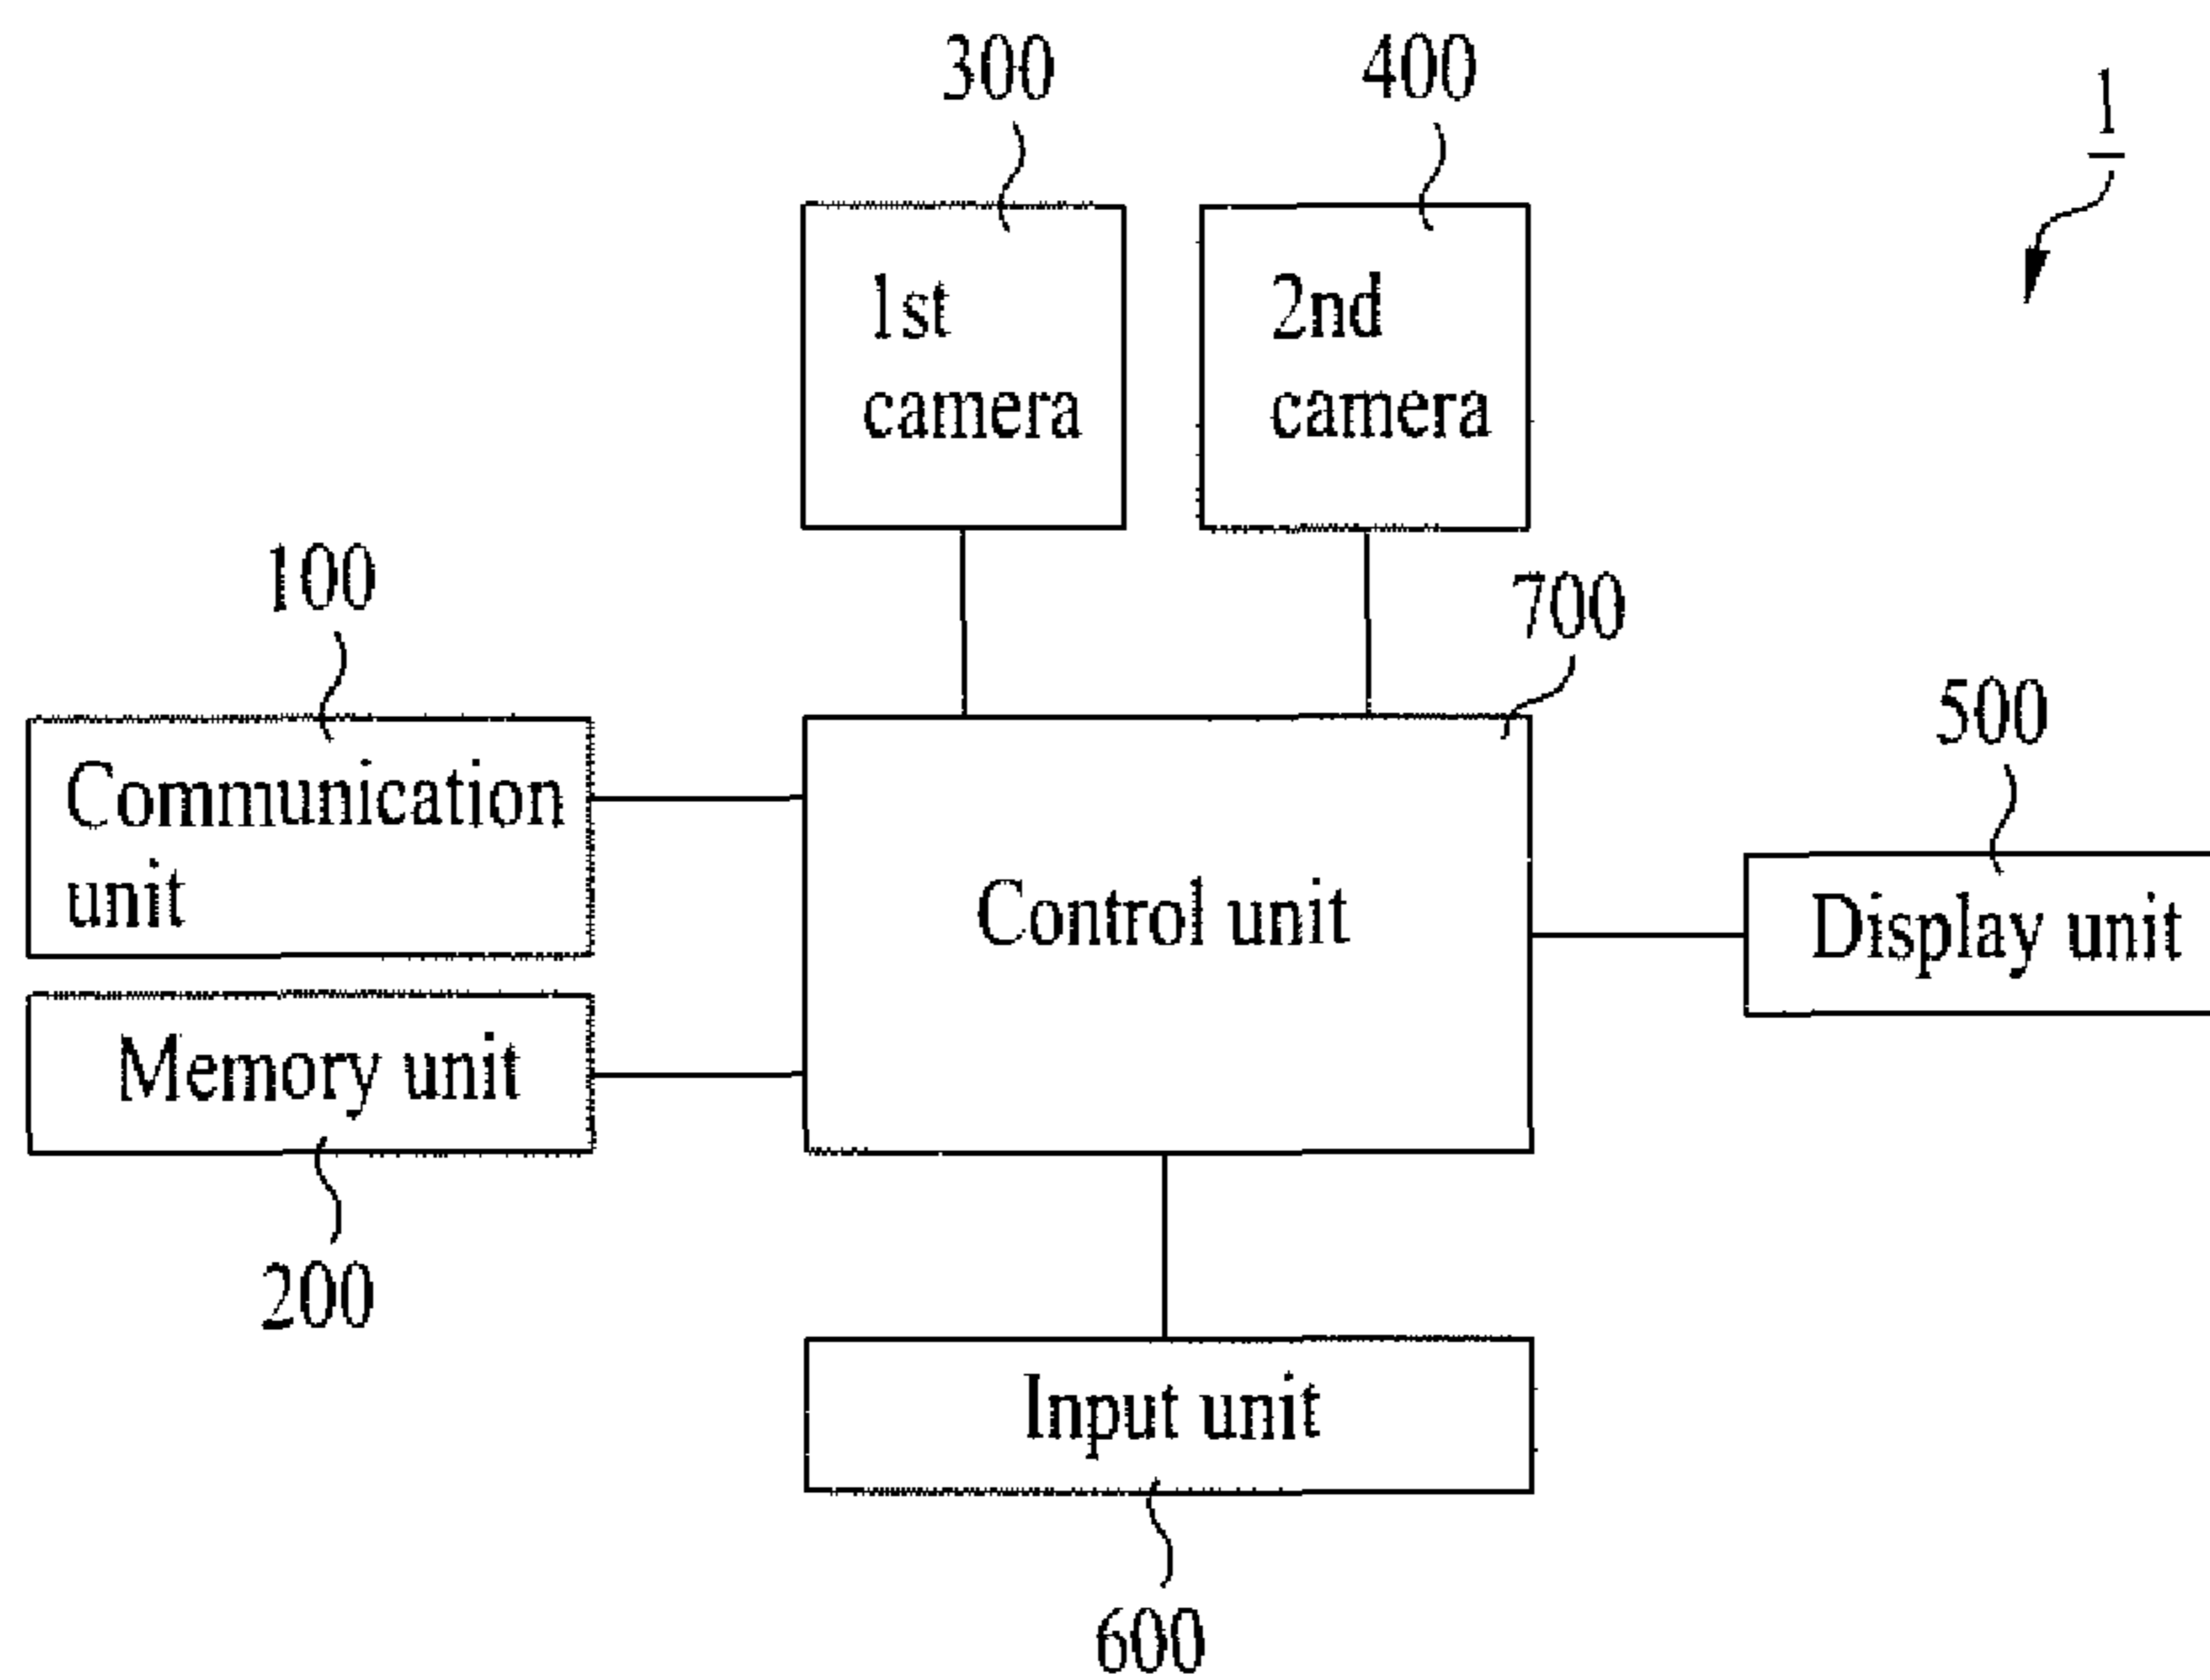 300
400
1
1st
camera
2nd
camera
100
700
500
Communication
unit
Control unit
Display unit
Memory unit
200
Input unit
600